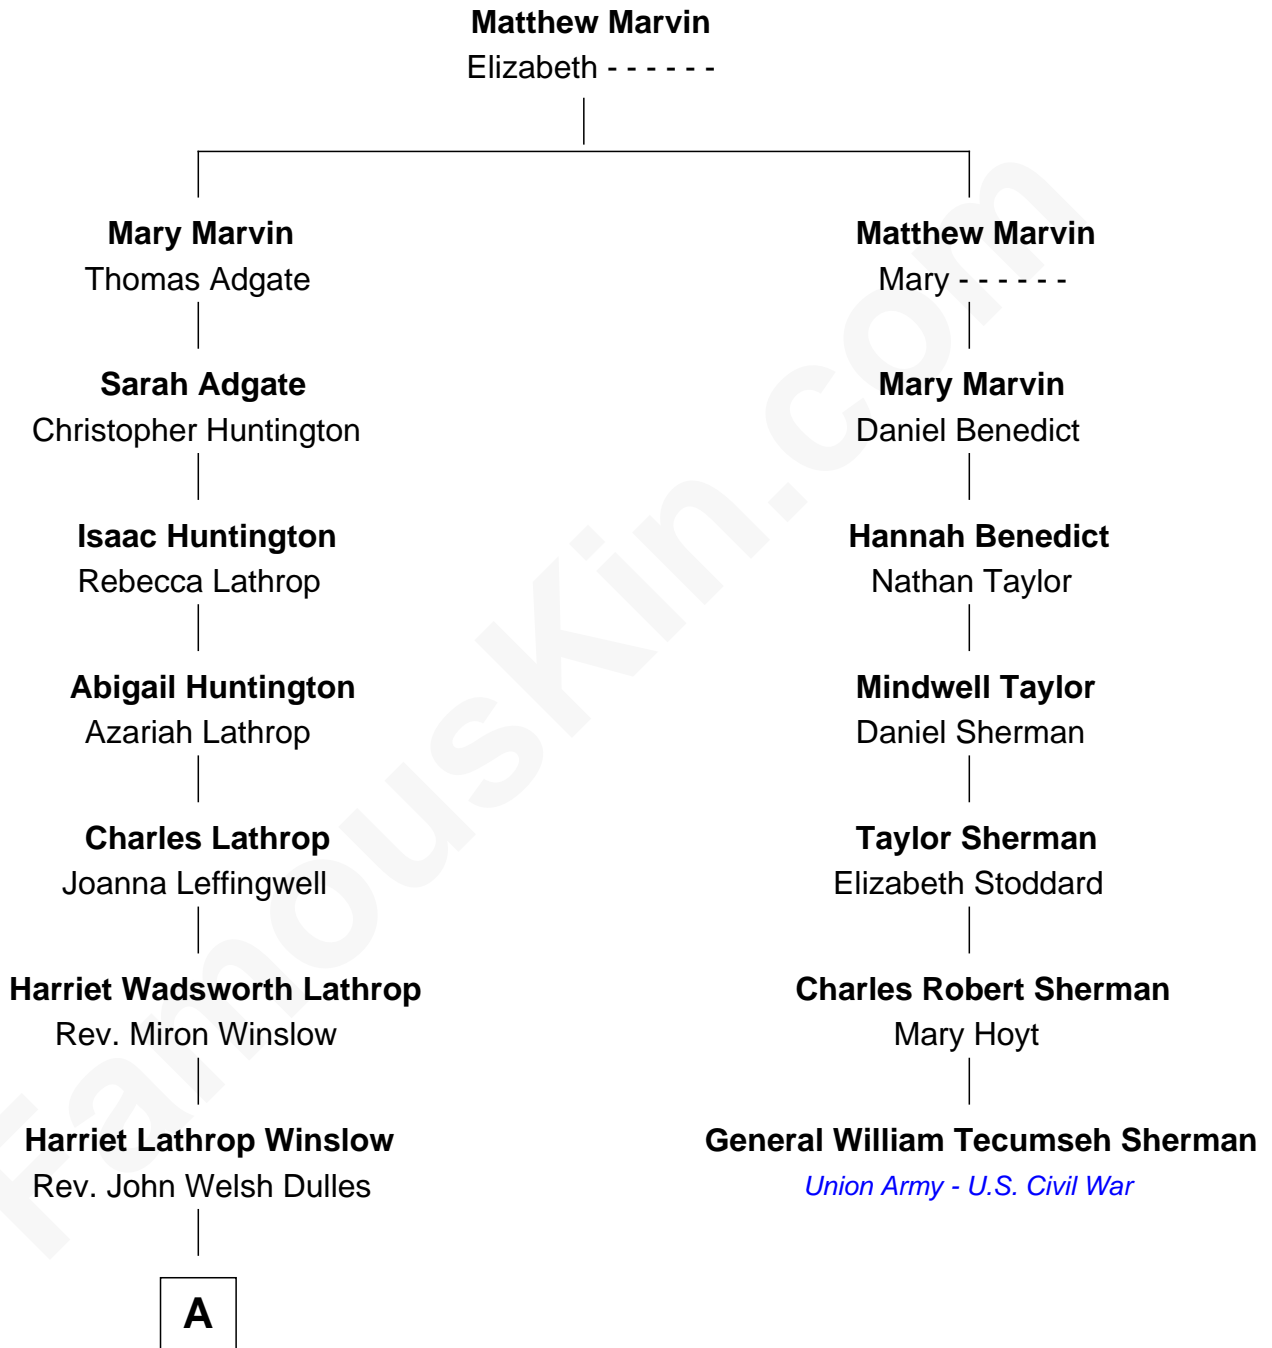 Matthew Marvin
Elizabeth - - - - - -
Mary Marvin
Thomas Adgate
Sarah Adgate
Christopher Huntington
Isaac Huntington
Rebecca Lathrop
Abigail Huntington
Azariah Lathrop
Charles Lathrop
Joanna Leffingwell
Harriet Wadsworth Lathrop
Rev. Miron Winslow
Harriet Lathrop Winslow
Rev. John Welsh Dulles
A
Matthew Marvin
Mary - - - - - -
Mary Marvin
Daniel Benedict
Hannah Benedict
Nathan Taylor
Mindwell Taylor
Daniel Sherman
Taylor Sherman
Elizabeth Stoddard
Charles Robert Sherman
Mary Hoyt
General William Tecumseh Sherman
Union Army - U.S. Civil War
FamousKin.com